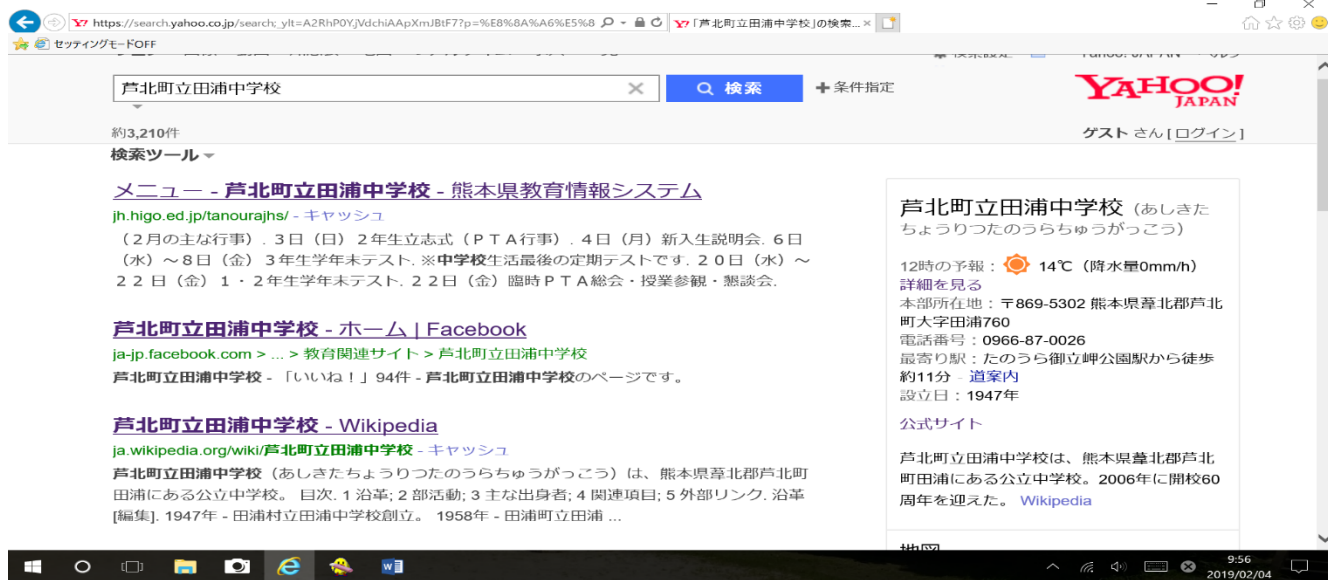 https://search.yahoo.co.jp/search;_ylt=A2RhP0Y.jVdchiAApXmJBtF7?p=%E8%8A%A6%E5%8
「芦北町立田浦中学校」の検索... ×
セッティングモードOFF
芦北町立田浦中学校
検索
+条件指定
YAHOO!
JAPAN
約3,210件
ゲスト さん [ ログイン ]
検索ツール
メニュー - 芦北町立田浦中学校 - 熊本県教育情報システム
jh.higo.ed.jp/tanourajhs/ - キャッシュ
(2月の主な行事). 3日(日)2年生立志式(PTA行事). 4日(月)新入生説明会. 6日
(水)~8日(金)3年生学年末テスト. ※中学校生活最後の定期テストです. 20日(水)~
22日(金)1・2年生学年末テスト. 22日(金)臨時PTA総会・授業参観・懇談会.
芦北町立田浦中学校 - ホーム | Facebook
ja-jp.facebook.com > ... > 教育関連サイト > 芦北町立田浦中学校
芦北町立田浦中学校 - 「いいね!」94件 - 芦北町立田浦中学校のページです。
芦北町立田浦中学校 - Wikipedia
ja.wikipedia.org/wiki/芦北町立田浦中学校 - キャッシュ
芦北町立田浦中学校(あしきたちょうりつたのうらちゅうがっこう)は、熊本県葦北郡芦北町
田浦にある公立中学校。 目次. 1 沿革; 2 部活動; 3 主な出身者; 4 関連項目; 5 外部リンク. 沿革
[編集]. 1947年 - 田浦村立田浦中学校創立。 1958年 - 田浦町立田浦 ...
芦北町立田浦中学校 (あしきた
ちょうりつたのうらちゅうがっこう)
12時の予報: 14℃(降水量0mm/h)
詳細を見る
本部所在地:〒869-5302 熊本県葦北郡芦北
町大字田浦760
電話番号:0966-87-0026
最寄り駅:たのうら御立岬公園駅から徒歩
約11分 - 道案内
設立日:1947年
公式サイト
芦北町立田浦中学校は、熊本県葦北郡芦北
町田浦にある公立中学校。2006年に開校60
周年を迎えた。 Wikipedia
地図
9:56
2019/02/04